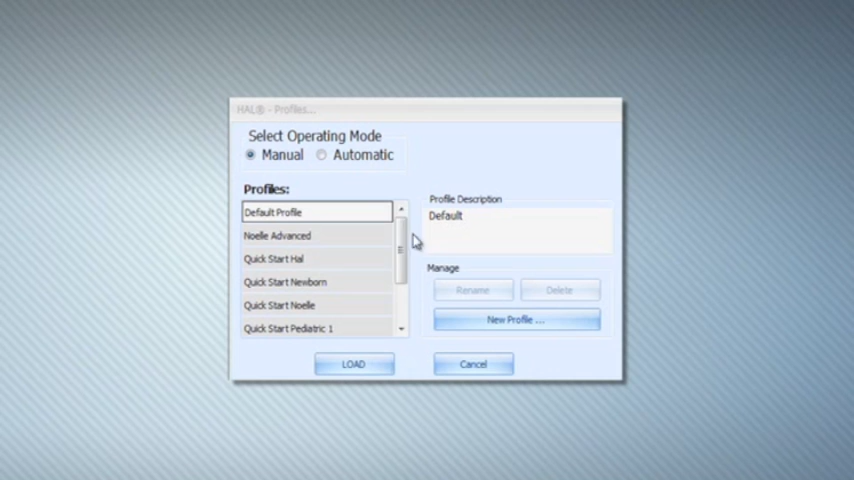 HAL® - Profiles...
Select Operating Mode
Manual
Automatic
Profiles:
Default Profile
Noelle Advanced
Quick Start Hal
Quick Start Newborn
Quick Start Noelle
Quick Start Pediatric 1
Profile Description
Default
Manage
Rename
Delete
New Profile ...
LOAD
Cancel